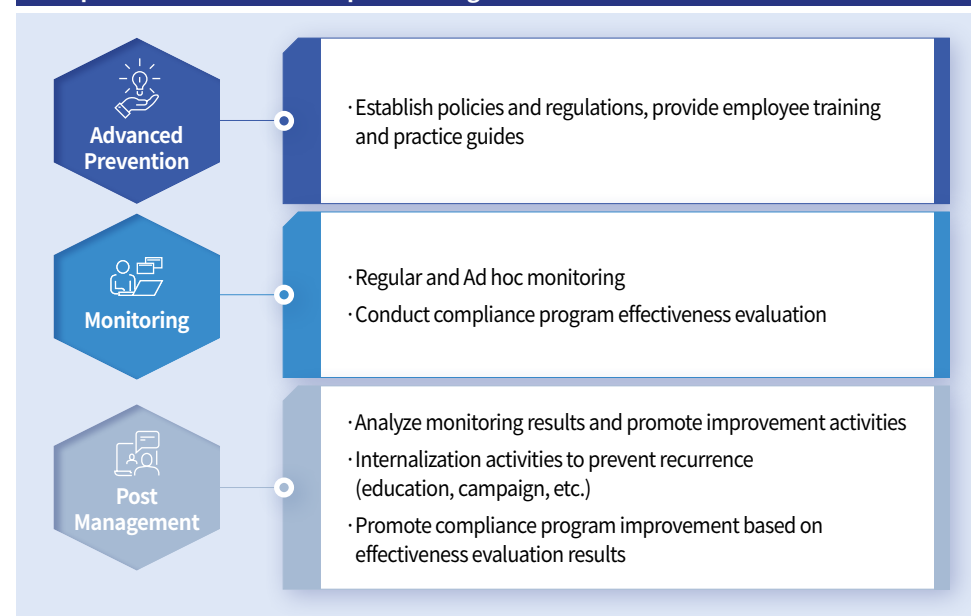 Advanced
Prevention
·Establish policies and regulations, provide employee training
and practice guides
Monitoring
·Regular and Ad hoc monitoring
·Conduct compliance program effectiveness evaluation
Post
Management
·Analyze monitoring results and promote improvement activities
·Internalization activities to prevent recurrence
(education, campaign, etc.)
·Promote compliance program improvement based on
effectiveness evaluation results